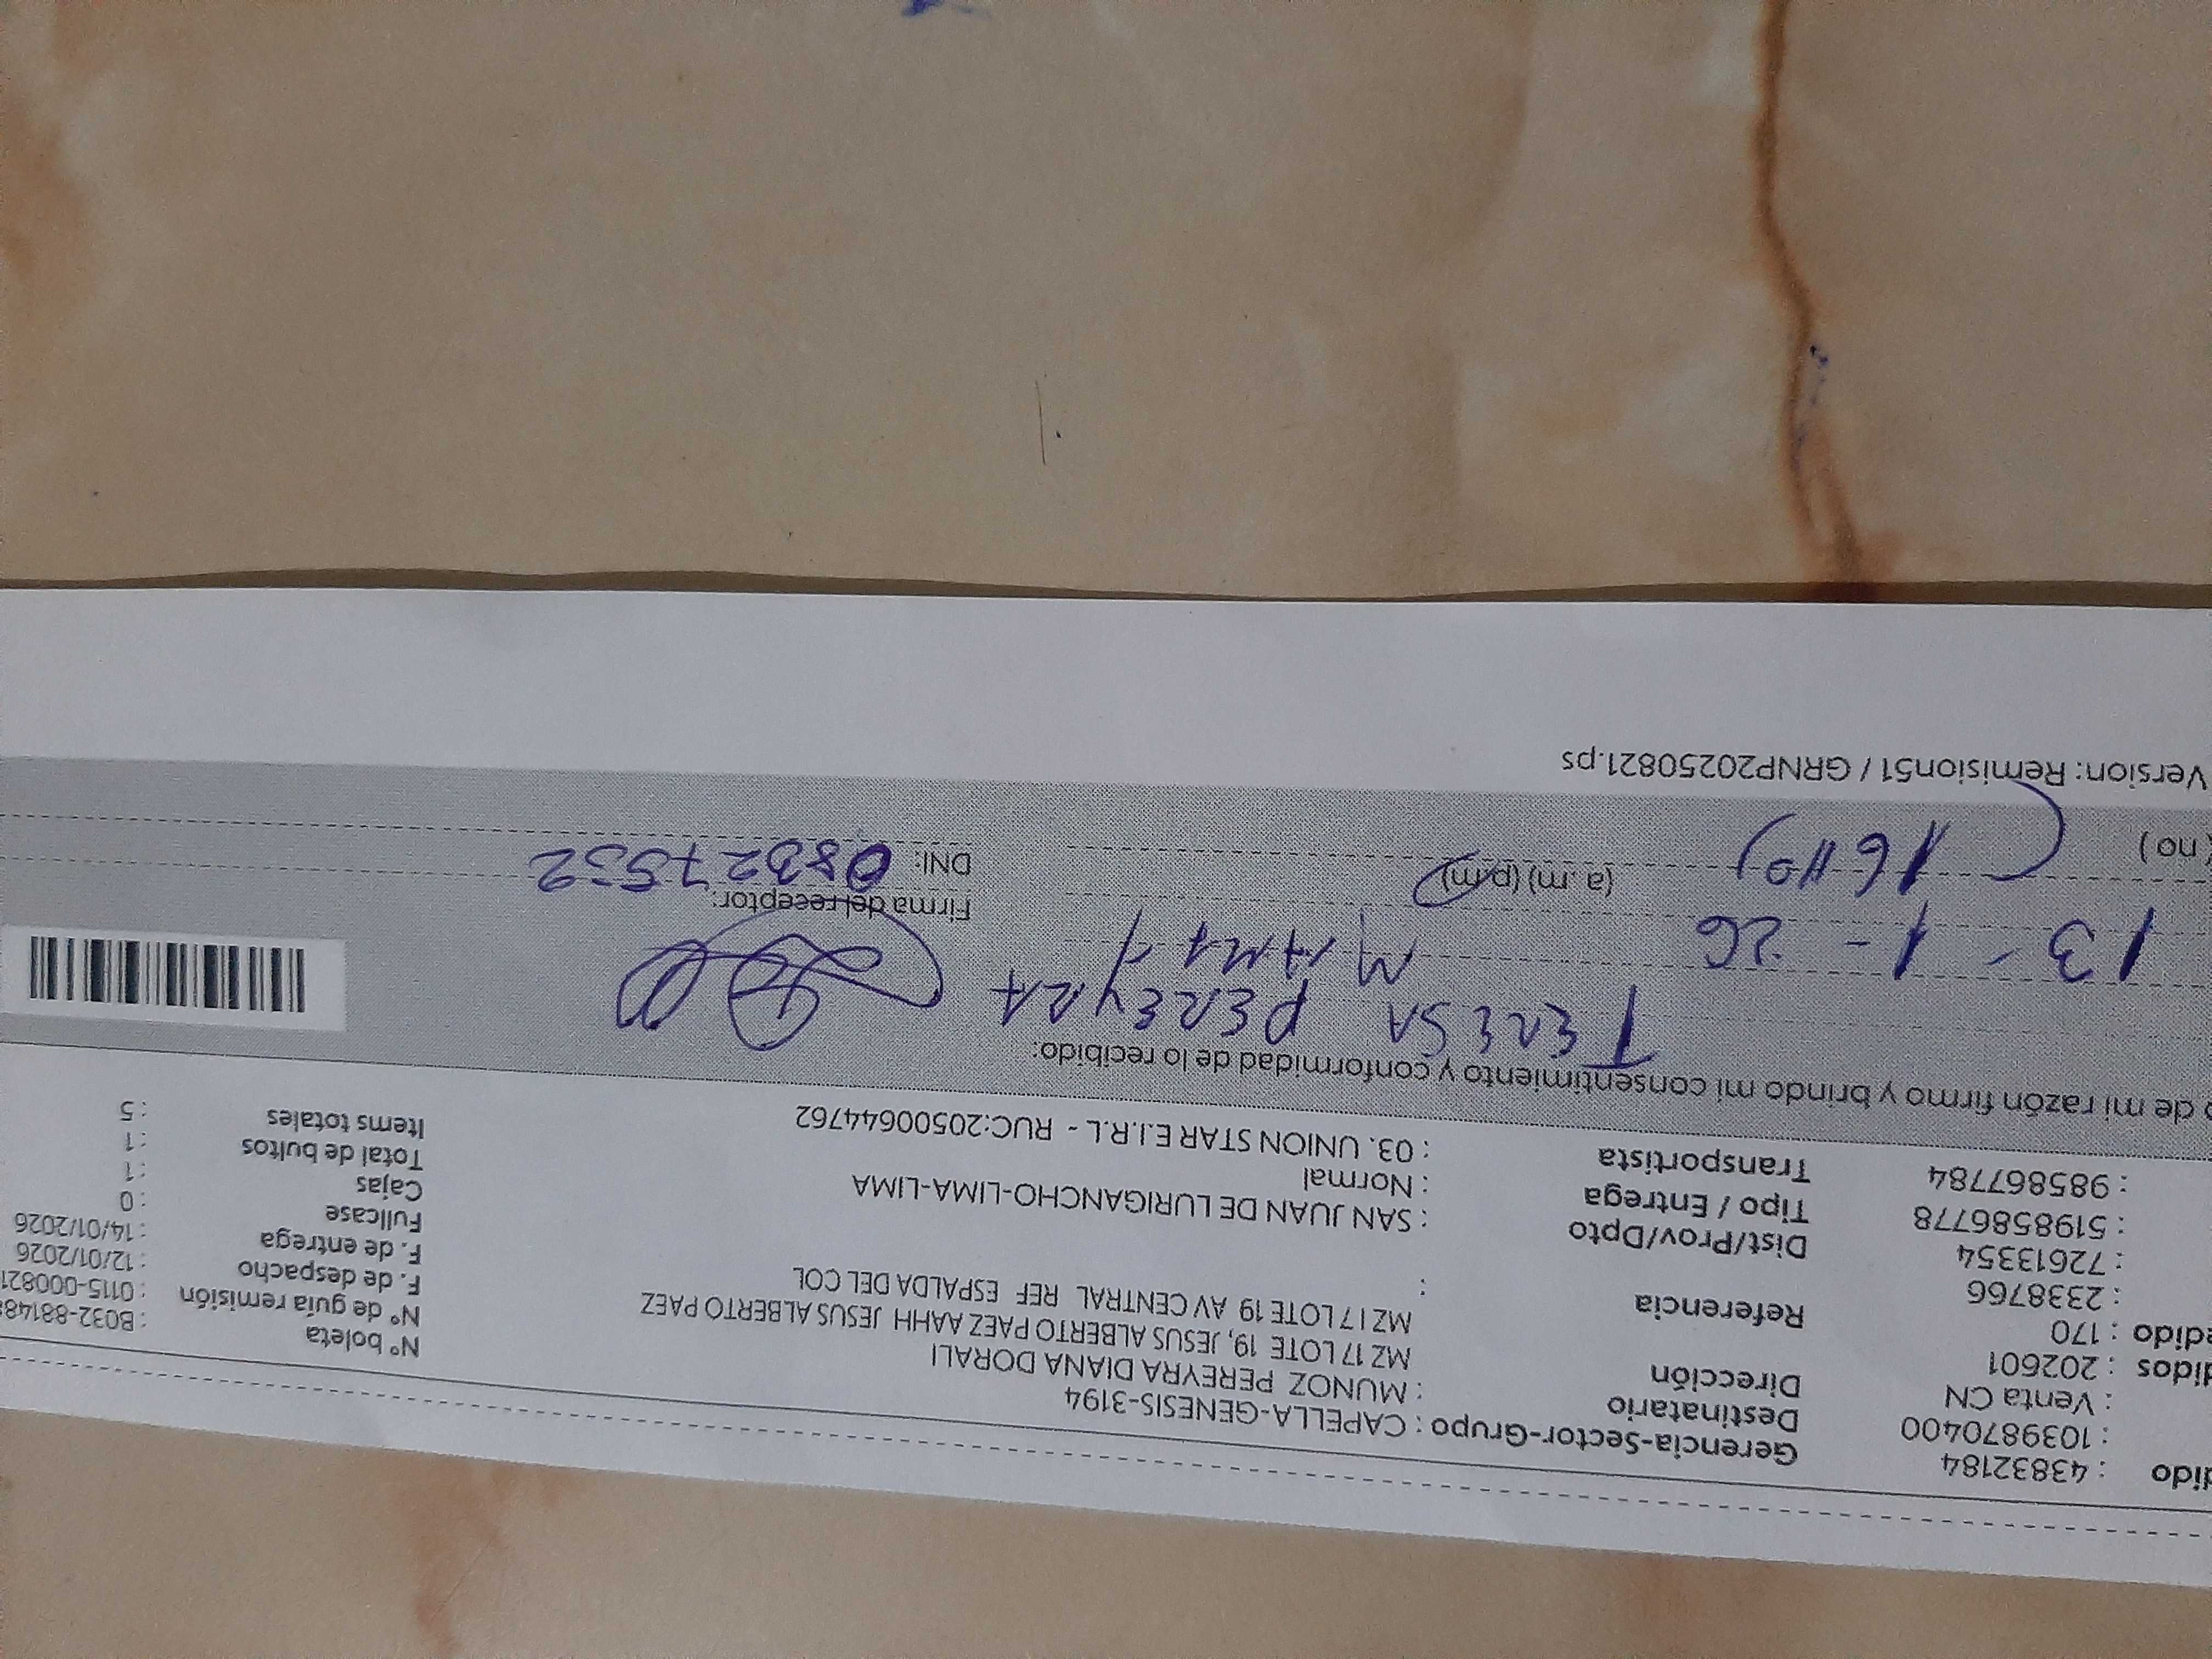 dido : 43832184
: 1039870400
: Venta CN
didos : 202601
edido : 170
: 2338766
: 72613354
: 5198586778
: 985867784
Gerencia-Sector-Grupo : CAPELLA-GENESIS-3194
Destinatario : MUNOZ PEREYRA DIANA DORALI
Dirección MZ 17 LOTE 19, JESUS ALBERTO PAEZ AAHH JESUS ALBERTO PAEZ
MZ 17 LOTE 19 AV CENTRAL REF ESPALDA DEL COL
Referencia :
Dist/Prov/Dpto : SAN JUAN DE LURIGANCHO-LIMA-LIMA
Tipo / Entrega : Normal
Transportista : 03. UNION STAR E.I.R.L - RUC:20500644762
Nº boleta : B032-88148
Nº de guía remisión : 0115-000821
F. de despacho : 12/01/2026
F. de entrega : 14/01/2026
Fullcase : 0
Cajas : 1
Total de bultos : 1
Items totales : 5
de mi razón firmo y brindo mi consentimiento y conformidad de lo recibido:
TERESA PEREYRA
13 - 1 - 26 MAMA
Firma del receptor:
no ) 16H0 (a.m) (p.m)
DNI: 08327532
Version: Remision51 / GRNP20250821.ps